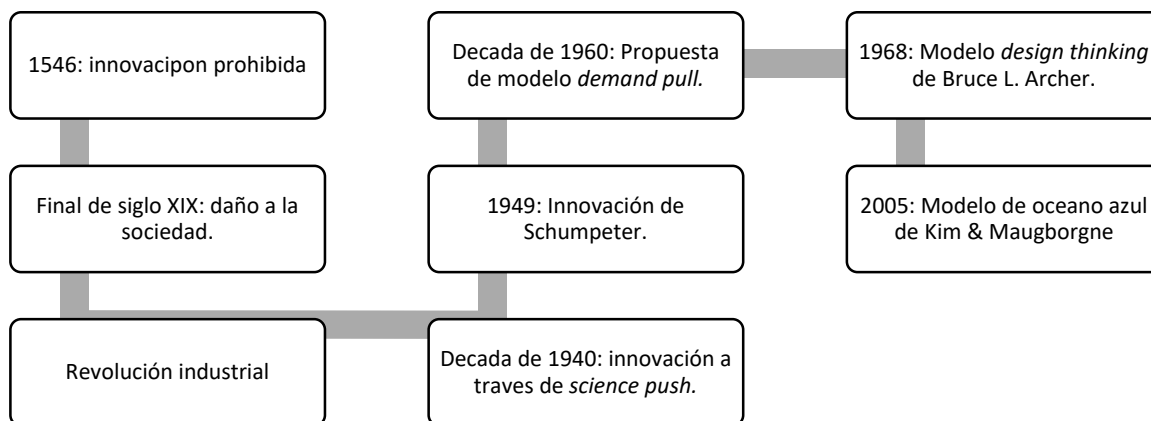 1546: innovacipon prohibida
Final de siglo XIX: daño a la
sociedad.
Revolución industrial
Decada de 1940: innovación a
traves de science push.
1949: Innovación de
Schumpeter.
Decada de 1960: Propuesta
de modelo demand pull.
1968: Modelo design thinking
de Bruce L. Archer.
2005: Modelo de oceano azul
de Kim & Maugborgne